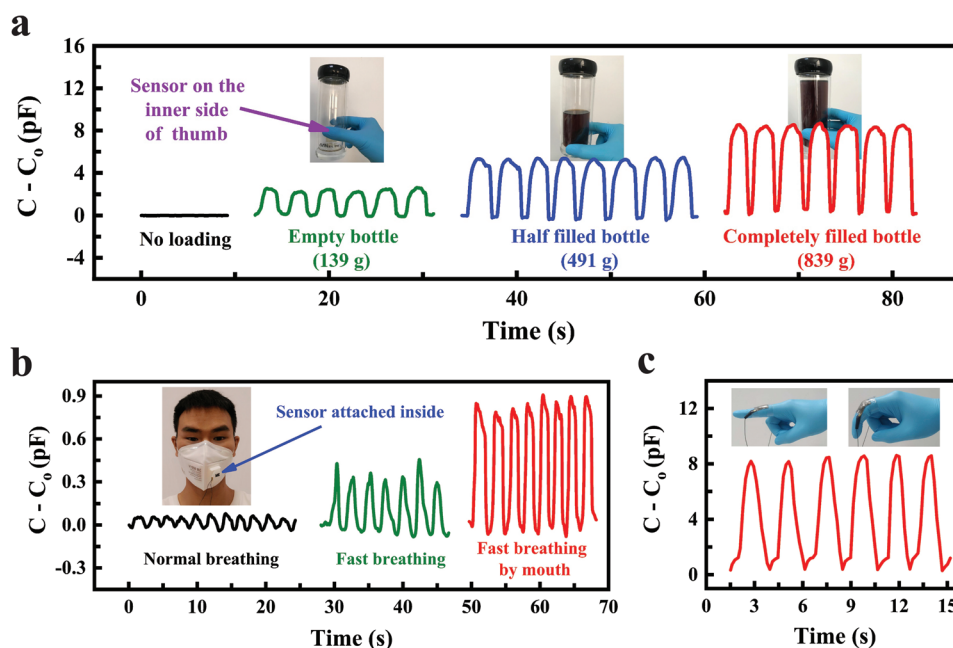 a
C - C₀ (pF)
16
12
8
4
0
-4
Sensor on the
inner side
of thumb
No loading
Empty bottle
(139 g)
Half filled bottle
(491 g)
Completely filled bottle
(839 g)
0
20
40
60
80
Time (s)
b
C - C₀ (pF)
0.9
0.6
0.3
0.0
-0.3
Sensor attached inside
Normal breathing
Fast breathing
Fast breathing
by mouth
0
10
20
30
40
50
60
70
Time (s)
c
C - C₀ (pF)
12
8
4
0
0
3
6
9
12
15
Time (s)